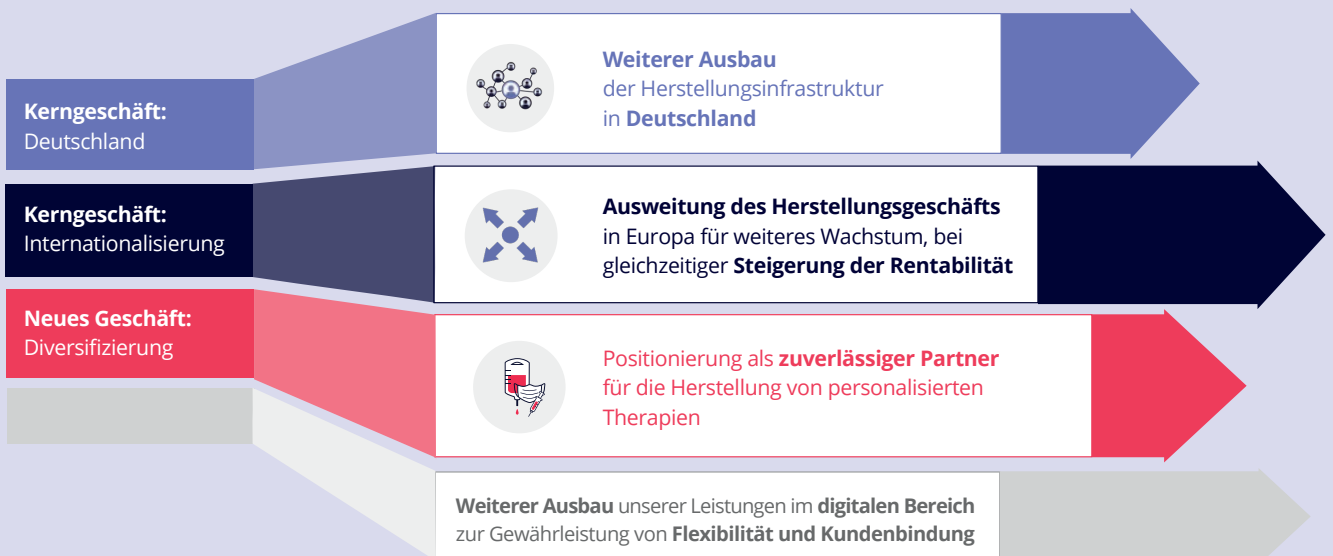 Kerngeschäft:
Deutschland
Weiterer Ausbau
der Herstellungsinfrastruktur
in Deutschland
Kerngeschäft:
Internationalisierung
Ausweitung des Herstellungsgeschäfts
in Europa für weiteres Wachstum, bei
gleichzeitiger Steigerung der Rentabilität
Neues Geschäft:
Diversifizierung
Positionierung als zuverlässiger Partner
für die Herstellung von personalisierten
Therapien
Weiterer Ausbau unserer Leistungen im digitalen Bereich
zur Gewährleistung von Flexibilität und Kundenbindung